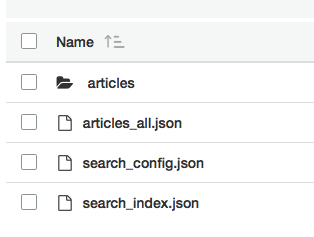 Name
articles
articles_all.json
search_config.json
search_index.json